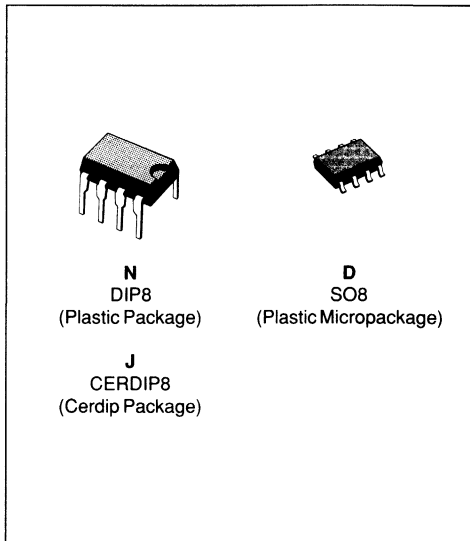 N
DIP8
(Plastic Package)
D
SO8
(Plastic Micropackage)
J
CERDIP8
(Cerdip Package)